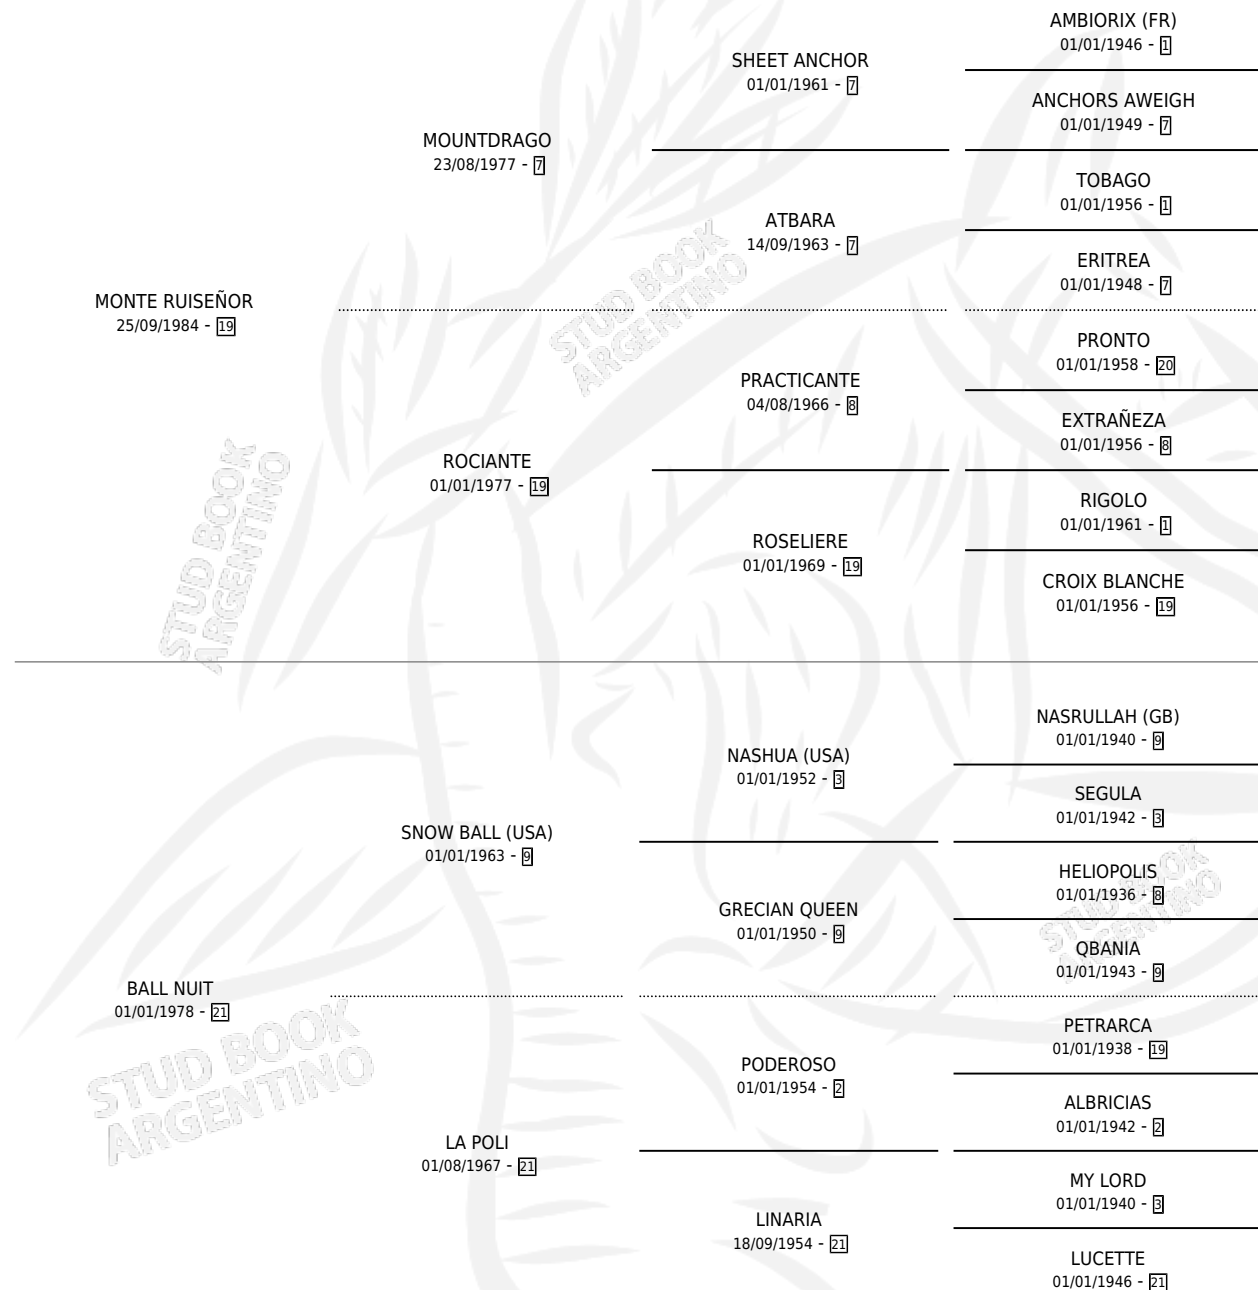 AMBIORIX (FR)
01/01/1946 - 1
SHEET ANCHOR
01/01/1961 - 7
ANCHORS AWEIGH
01/01/1949 - 7
MOUNTDRAGO
23/08/1977 - 7
TOBAGO
01/01/1956 - 1
ATBARA
14/09/1963 - 7
ERITREA
01/01/1948 - 7
MONTE RUISEÑOR
25/09/1984 - 19
PRONTO
01/01/1958 - 20
PRACTICANTE
04/08/1966 - 8
EXTRAÑEZA
01/01/1956 - 8
ROCIANTE
01/01/1977 - 19
RIGOLO
01/01/1961 - 1
ROSELIERE
01/01/1969 - 19
CROIX BLANCHE
01/01/1956 - 19
NASRULLAH (GB)
01/01/1940 - 9
NASHUA (USA)
01/01/1952 - 3
SEGULA
01/01/1942 - 3
SNOW BALL (USA)
01/01/1963 - 9
HELIOPOLIS
01/01/1936 - 8
GRECIAN QUEEN
01/01/1950 - 9
QBANIA
01/01/1943 - 9
BALL NUIT
01/01/1978 - 21
PETRARCA
01/01/1938 - 19
PODEROSO
01/01/1954 - 2
ALBRICIAS
01/01/1942 - 2
LA POLI
01/08/1967 - 21
MY LORD
01/01/1940 - 3
LINARIA
18/09/1954 - 21
LUCETTE
01/01/1946 - 21
STUD BOOK
ARGENTINO
STUD BOOK
ARGENTINO
STUD BOOK
ARGENTINO
STUD BOOK
ARGENTINO